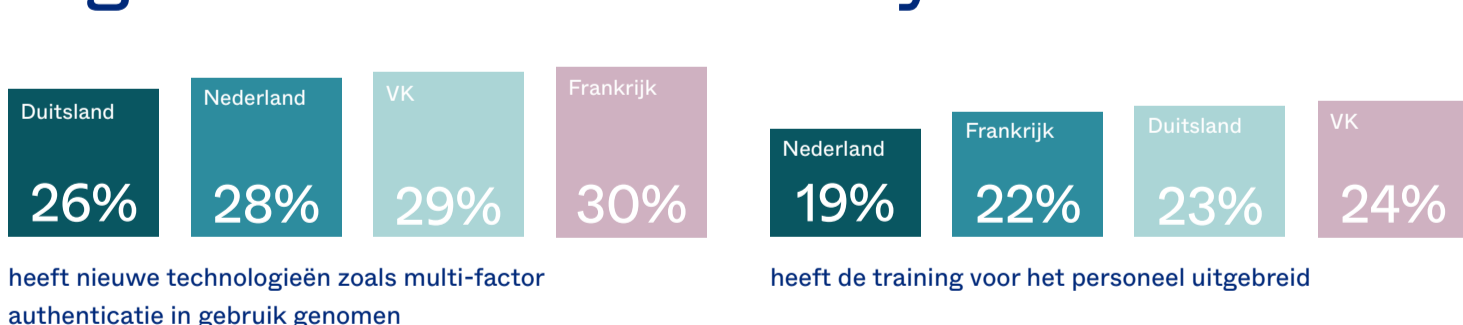 Duitsland
26%
Nederland
28%
VK
29%
Frankrijk
30%
heeft nieuwe technologieën zoals multi-factor
authenticatie in gebruik genomen
Nederland
19%
Frankrijk
22%
Duitsland
23%
VK
24%
heeft de training voor het personeel uitgebreid